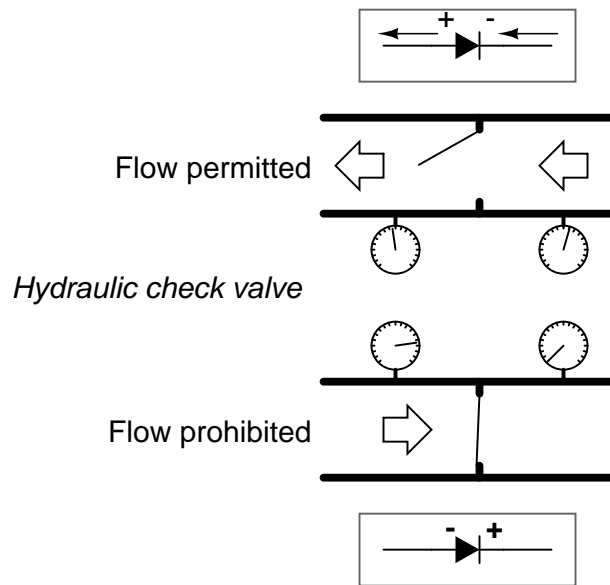 + -
Flow permitted
Hydraulic check valve
Flow prohibited
- +